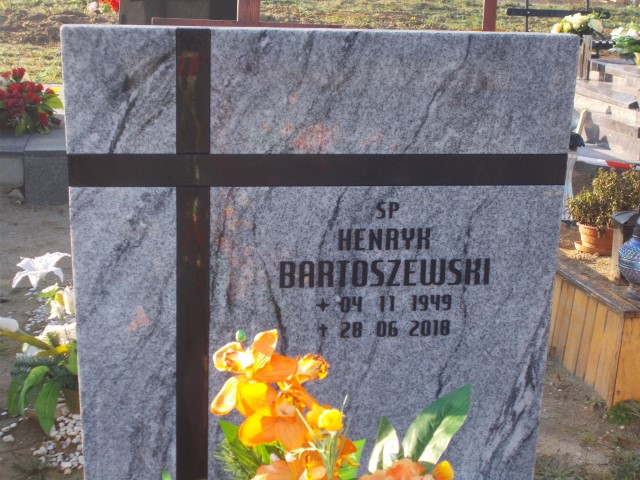 SP
HENRYK
BARTOSZEWSKI
04 11 1949
28 06 2018